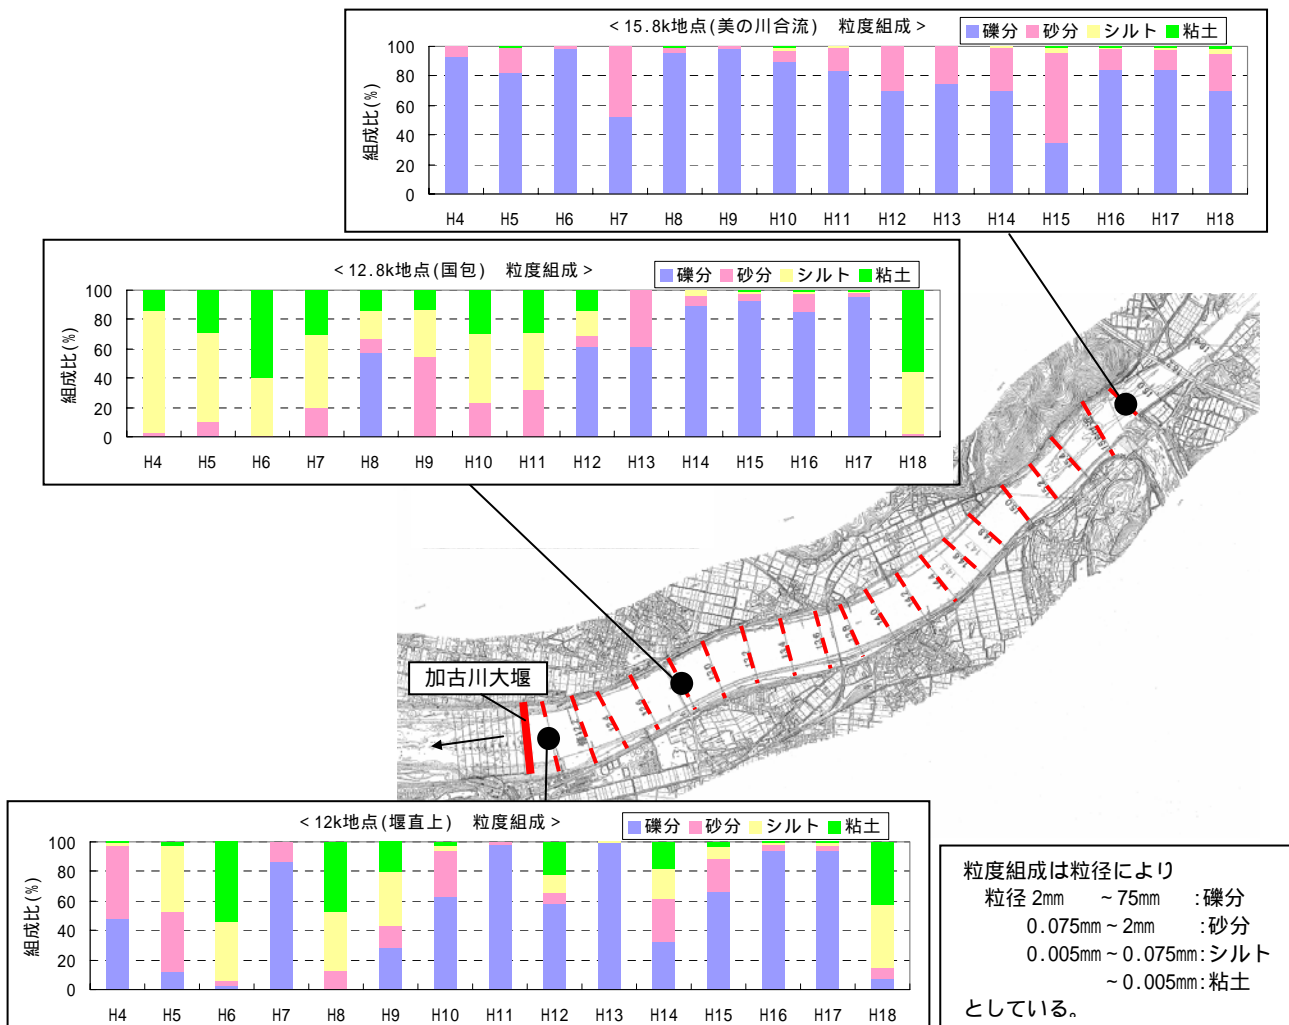 ＜15.8k地点(美の川合流)　粒度組成＞
礫分 砂分 シルト 粘土
組成比(%)
100
80
60
40
20
0
H4 H5 H6 H7 H8 H9 H10 H11 H12 H13 H14 H15 H16 H17 H18
＜12.8k地点(国包)　粒度組成＞
礫分 砂分 シルト 粘土
組成比(%)
100
80
60
40
20
0
H4 H5 H6 H7 H8 H9 H10 H11 H12 H13 H14 H15 H16 H17 H18
加古川大堰
＜12k地点(堰直上)　粒度組成＞
礫分 砂分 シルト 粘土
組成比(%)
100
80
60
40
20
0
H4 H5 H6 H7 H8 H9 H10 H11 H12 H13 H14 H15 H16 H17 H18
粒度組成は粒径により
粒径 2mm　～75mm　:礫分
0.075mm～2mm　:砂分
0.005mm～0.075mm:シルト
～0.005mm:粘土
としている。